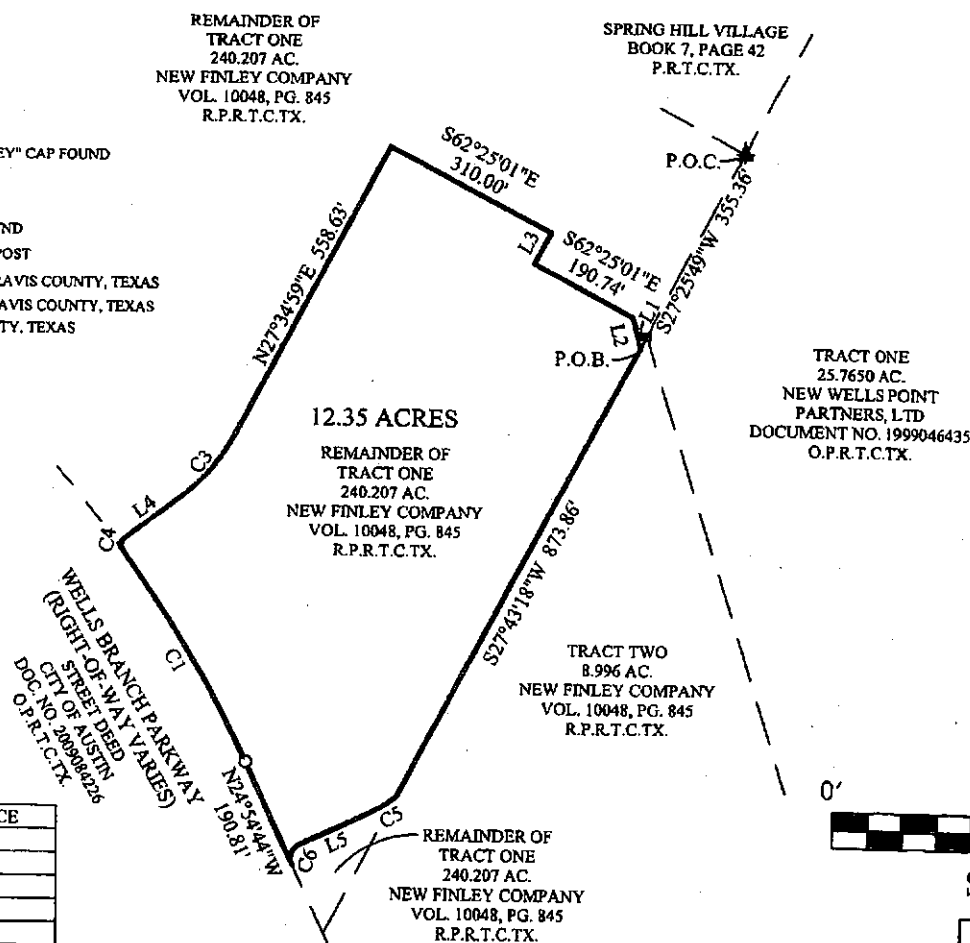 REMAINDER OF
TRACT ONE
240.207 AC.
NEW FINLEY COMPANY
VOL. 10048, PG. 845
R.P.R.T.C.TX.
SPRING HILL VILLAGE
BOOK 7, PAGE 42
P.R.T.C.TX.
EY" CAP FOUND
ND
POST
RAVIS COUNTY, TEXAS
AVIS COUNTY, TEXAS
TY, TEXAS
P.O.C.
S62°25'01"E
310.00'
L3
S62°25'01"E
190.74'
L1
S27°25'49"W 355.36'
L2
P.O.B.
N27°34'59"E 558.63'
TRACT ONE
25.7650 AC.
NEW WELLS POINT
PARTNERS, LTD
DOCUMENT NO. 1999046435
O.P.R.T.C.TX.
12.35 ACRES
REMAINDER OF
TRACT ONE
240.207 AC.
NEW FINLEY COMPANY
VOL. 10048, PG. 845
R.P.R.T.C.TX.
C3
L4
C4
S27°43'18"W 873.86'
WELLS BRANCH PARKWAY
(RIGHT-OF-WAY VARIES)
STREET DEED
CITY OF AUSTIN
DOC. NO. 2009084226
O.P.R.T.C.TX.
C1
TRACT TWO
8.996 AC.
NEW FINLEY COMPANY
VOL. 10048, PG. 845
R.P.R.T.C.TX.
N24°54'44"W
190.81'
C5
L5
C6
0'
CE
S
REMAINDER OF
TRACT ONE
240.207 AC.
NEW FINLEY COMPANY
VOL. 10048, PG. 845
R.P.R.T.C.TX.